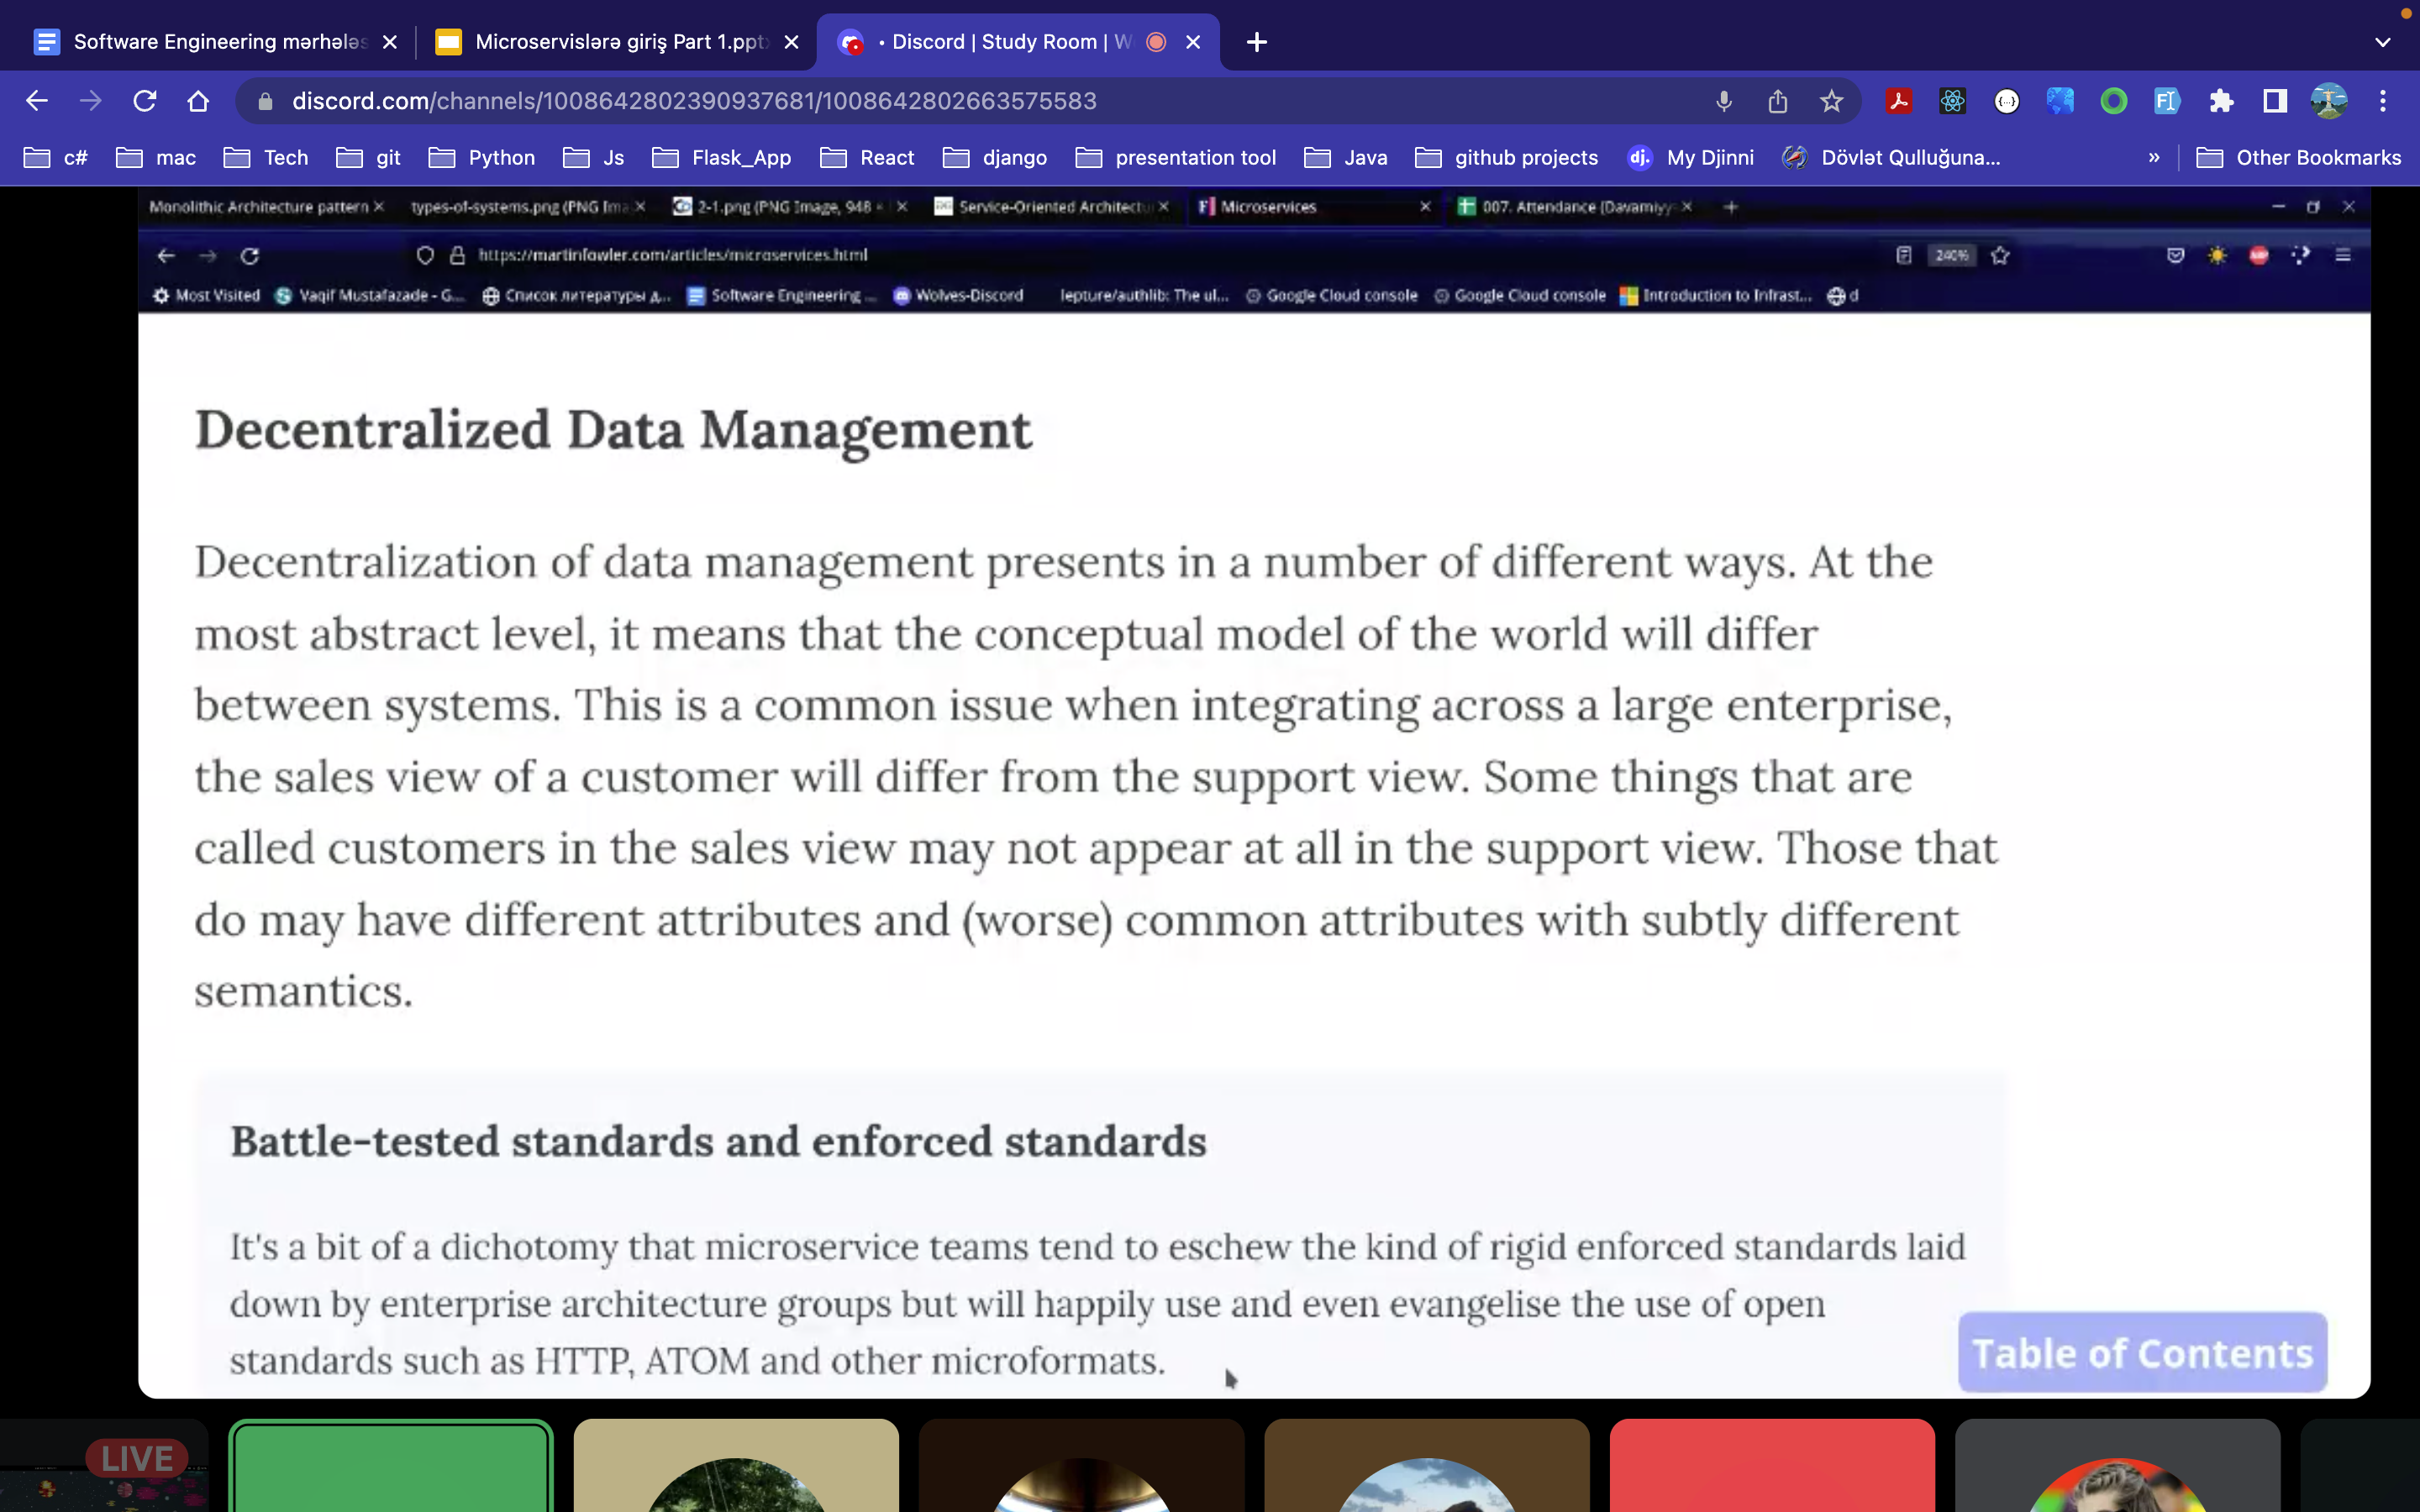 Software Engineering mərhələs
Microservislərə giriş Part 1.ppt
• Discord | Study Room | W
discord.com/channels/1008642802390937681/1008642802663575583
c# mac Tech git Python Js Flask_App React django presentation tool Java github projects dj. My Djinni Dövlət Qulluğuna... » Other Bookmarks
Monolithic Architecture pattern types-of-systems.png (PNG Ima 2-1.png (PNG Image, 948 × Service-Oriented Architectu Microservices 007. Attendance (Davamiyy
https://martinfowler.com/articles/microservices.html 240%
Most Visited Vaqif Mustafazade - G... Список литературы д... Software Engineering ... Wolves-Discord lepture/authlib: The ul... Google Cloud console Google Cloud console Introduction to Infrast... d
Decentralized Data Management
Decentralization of data management presents in a number of different ways. At the
most abstract level, it means that the conceptual model of the world will differ
between systems. This is a common issue when integrating across a large enterprise,
the sales view of a customer will differ from the support view. Some things that are
called customers in the sales view may not appear at all in the support view. Those that
do may have different attributes and (worse) common attributes with subtly different
semantics.
Battle-tested standards and enforced standards
It's a bit of a dichotomy that microservice teams tend to eschew the kind of rigid enforced standards laid
down by enterprise architecture groups but will happily use and even evangelise the use of open
standards such as HTTP, ATOM and other microformats.
Table of Contents
LIVE